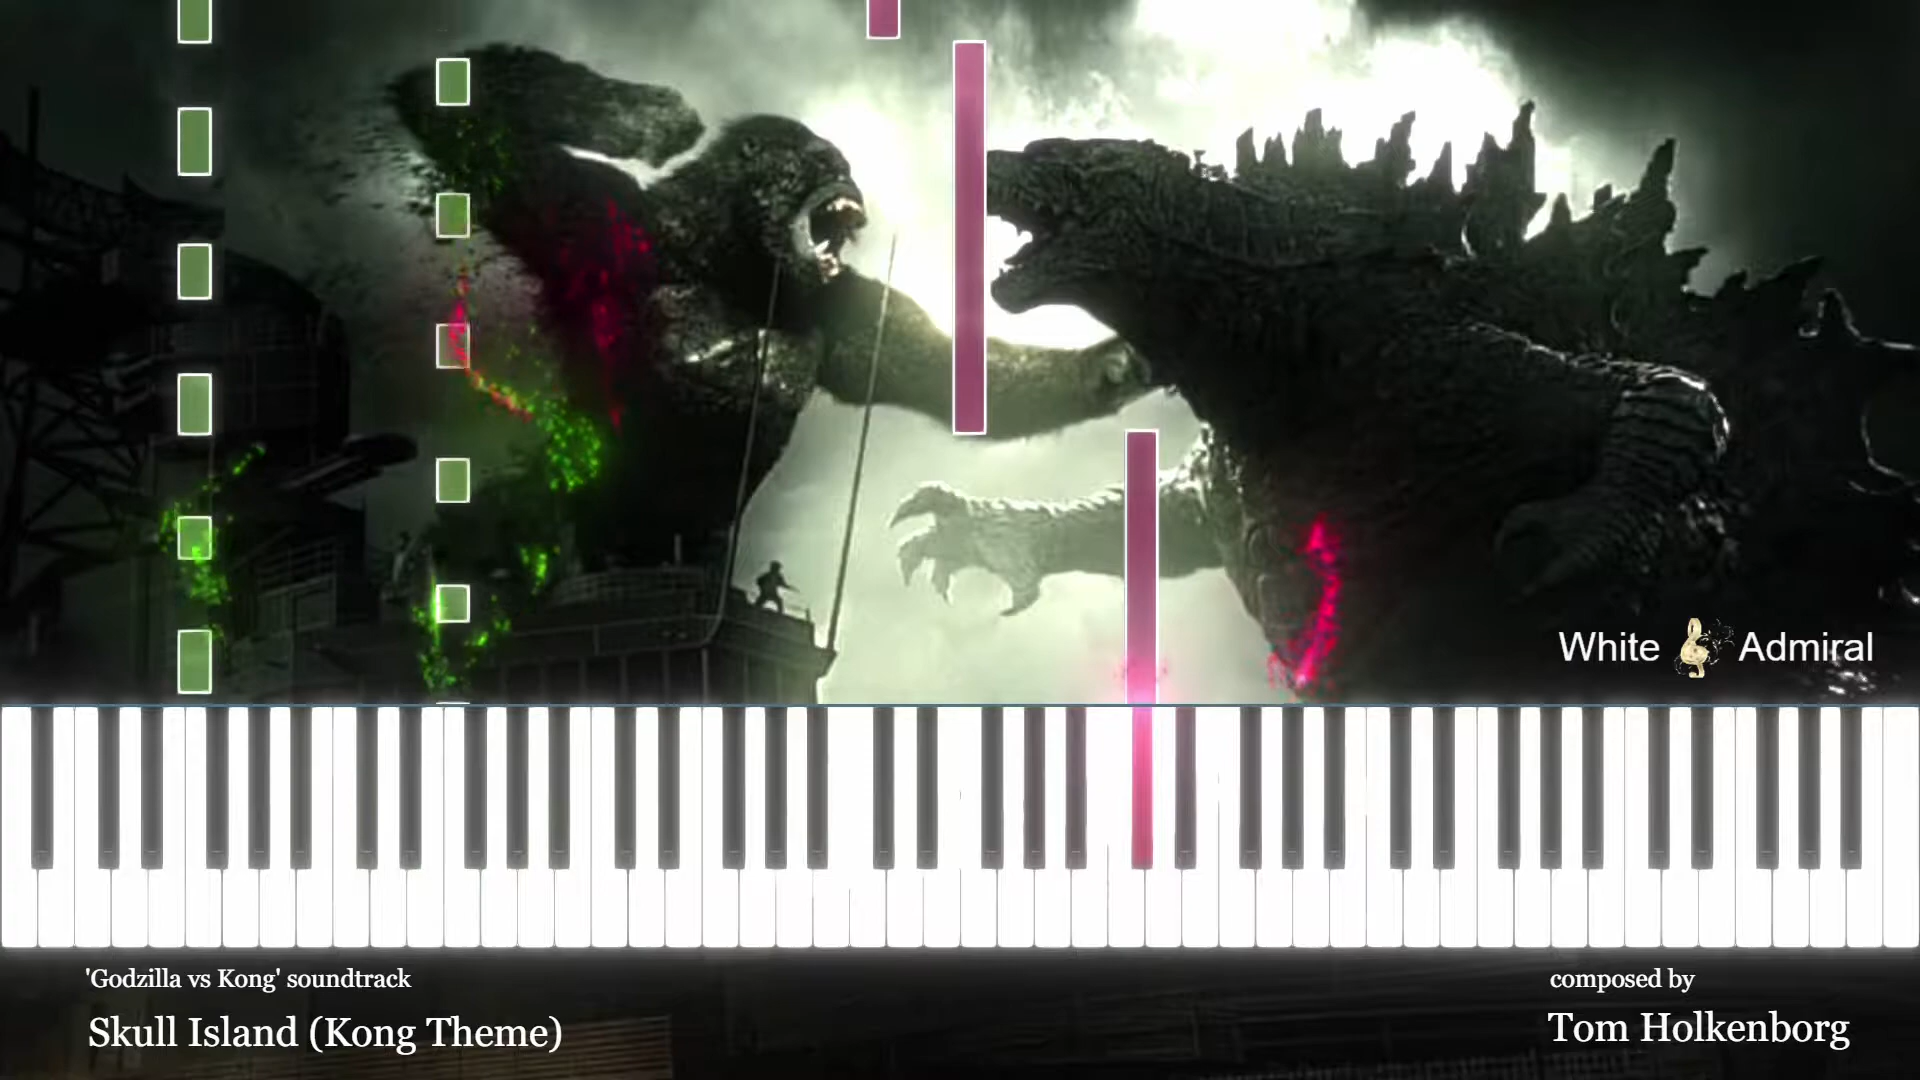 White Admiral
'Godzilla vs Kong' soundtrack
Skull Island (Kong Theme)
composed by
Tom Holkenborg